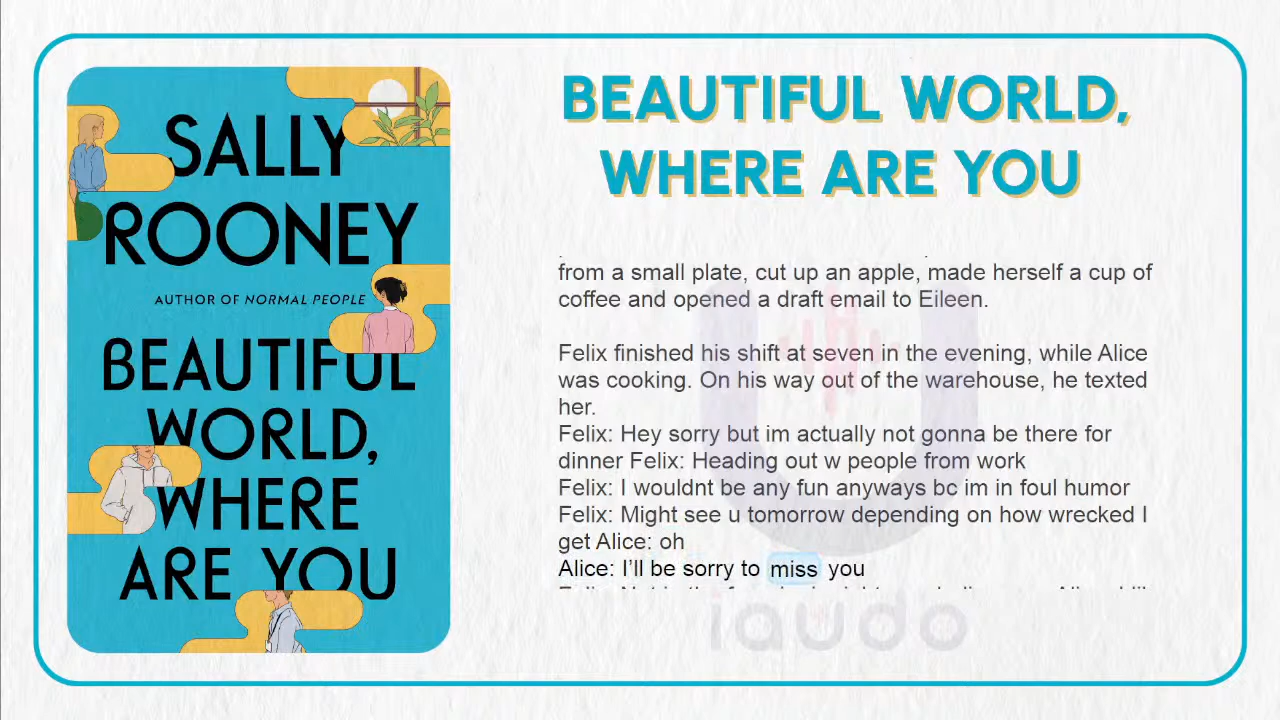 SALLY
ROONEY
AUTHOR OF NORMAL PEOPLE
BEAUTIFUL
WORLD,
WHERE
ARE YOU
BEAUTIFUL WORLD,
WHERE ARE YOU
from a small plate, cut up an apple, made herself a cup of
coffee and opened a draft email to Eileen.
Felix finished his shift at seven in the evening, while Alice
was cooking. On his way out of the warehouse, he texted
her.
Felix: Hey sorry but im actually not gonna be there for
dinner Felix: Heading out w people from work
Felix: I wouldnt be any fun anyways bc im in foul humor
Felix: Might see u tomorrow depending on how wrecked I
get Alice: oh
Alice: I’ll be sorry to miss you
iaudo